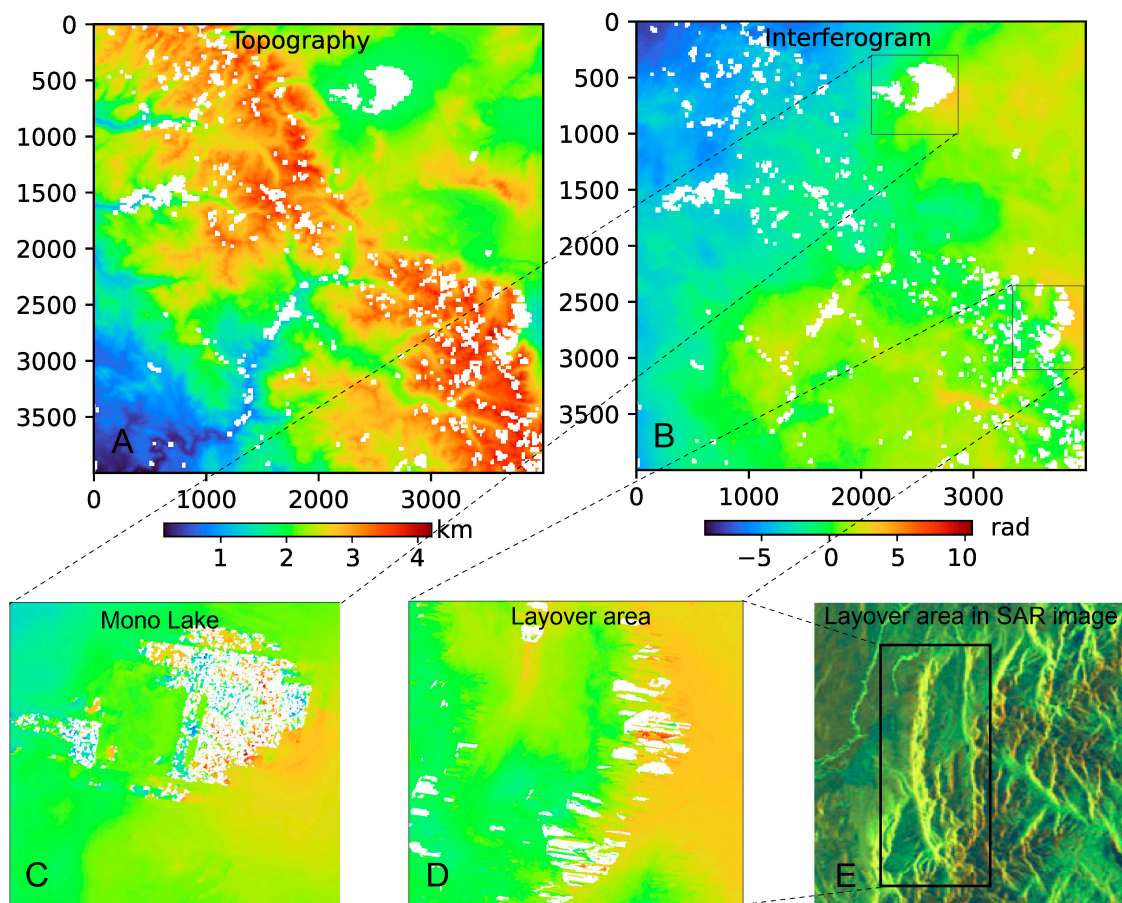 Topography
0
500
1000
1500
2000
2500
3000
3500
A
0 1000 2000 3000
km
1 2 3 4
Interferogram
0
500
1000
1500
2000
2500
3000
3500
B
0 1000 2000 3000
rad
−5 0 5 10
Mono Lake
C
Layover area
D
Layover area in SAR image
E